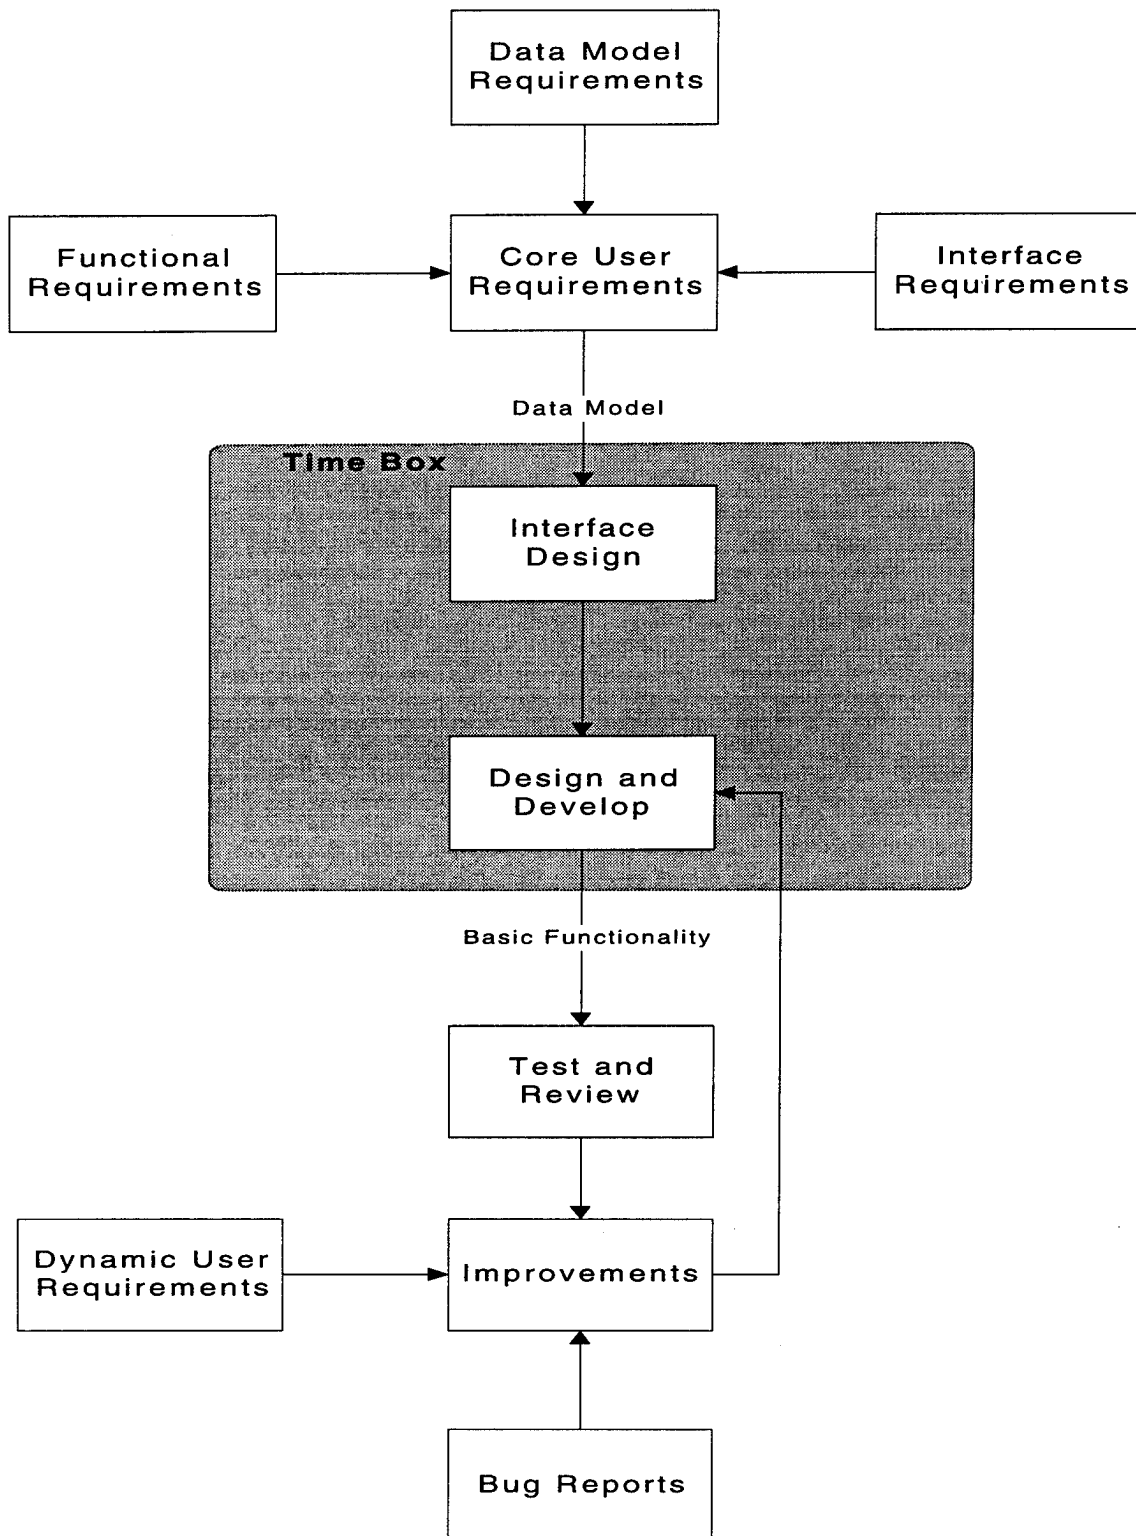 Data Model
Requirements
Functional
Requirements
Core User
Requirements
Interface
Requirements
Data Model
Time Box
Interface
Design
Design and
Develop
Basic Functionality
Test and
Review
Dynamic User
Requirements
Improvements
Bug Reports